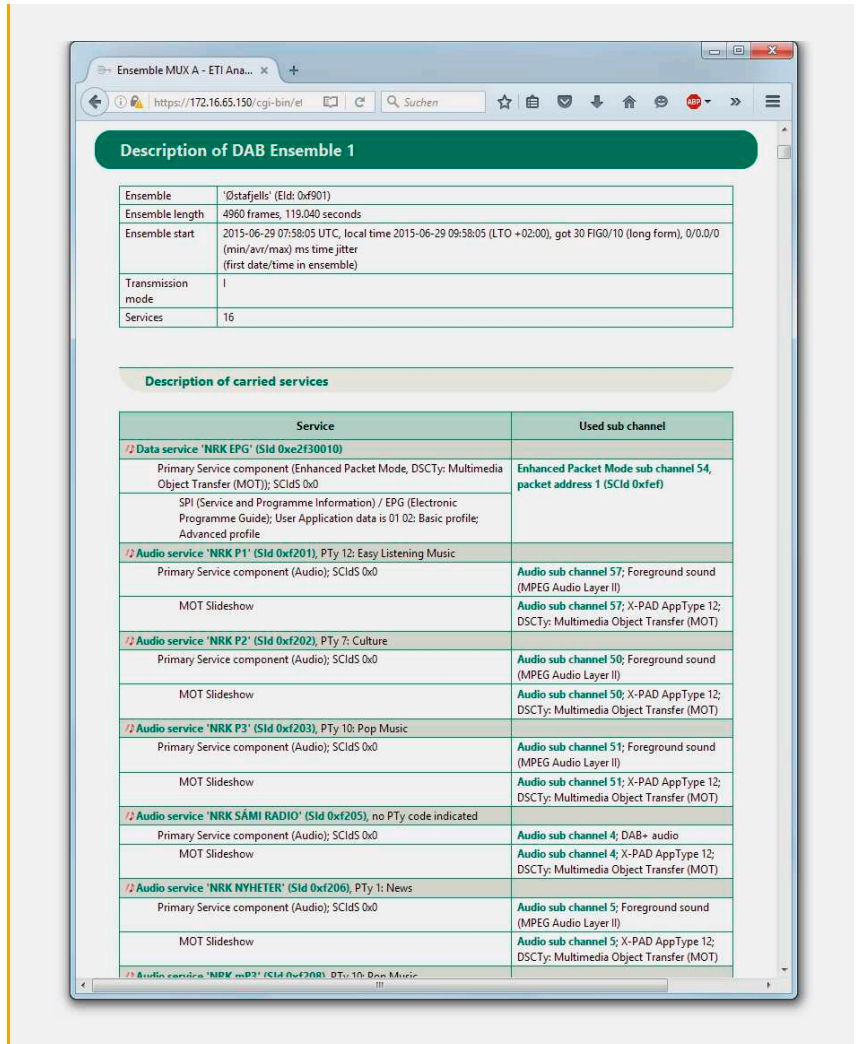 Ensemble MUX A - ETI Ana... × +
https://172.16.65.150/cgi-bin/et Suchen ABP »
Description of DAB Ensemble 1
Ensemble 'Østafjells' (EId: 0xf901)
Ensemble length 4960 frames, 119.040 seconds
Ensemble start 2015-06-29 07:58:05 UTC, local time 2015-06-29 09:58:05 (LTO +02:00), got 30 FIG0/10 (long form), 0/0.0/0
(min/avr/max) ms time jitter
(first date/time in ensemble)
Transmission I
mode
Services 16
Description of carried services
Service Used sub channel
Data service 'NRK EPG' (SId 0xe2f30010)
Primary Service component (Enhanced Packet Mode, DSCTy: Multimedia Enhanced Packet Mode sub channel 54,
Object Transfer (MOT)); SCIdS 0x0 packet address 1 (SCId 0xfef)
SPI (Service and Programme Information) / EPG (Electronic
Programme Guide); User Application data is 01 02: Basic profile;
Advanced profile
Audio service 'NRK P1' (SId 0xf201), PTy 12: Easy Listening Music
Primary Service component (Audio); SCIdS 0x0 Audio sub channel 57; Foreground sound
(MPEG Audio Layer II)
MOT Slideshow Audio sub channel 57; X-PAD AppType 12;
DSCTy: Multimedia Object Transfer (MOT)
Audio service 'NRK P2' (SId 0xf202), PTy 7: Culture
Primary Service component (Audio); SCIdS 0x0 Audio sub channel 50; Foreground sound
(MPEG Audio Layer II)
MOT Slideshow Audio sub channel 50; X-PAD AppType 12;
DSCTy: Multimedia Object Transfer (MOT)
Audio service 'NRK P3' (SId 0xf203), PTy 10: Pop Music
Primary Service component (Audio); SCIdS 0x0 Audio sub channel 51; Foreground sound
(MPEG Audio Layer II)
MOT Slideshow Audio sub channel 51; X-PAD AppType 12;
DSCTy: Multimedia Object Transfer (MOT)
Audio service 'NRK SÁMI RADIO' (SId 0xf205), no PTy code indicated
Primary Service component (Audio); SCIdS 0x0 Audio sub channel 4; DAB+ audio
MOT Slideshow Audio sub channel 4; X-PAD AppType 12;
DSCTy: Multimedia Object Transfer (MOT)
Audio service 'NRK NYHETER' (SId 0xf206), PTy 1: News
Primary Service component (Audio); SCIdS 0x0 Audio sub channel 5; Foreground sound
(MPEG Audio Layer II)
MOT Slideshow Audio sub channel 5; X-PAD AppType 12;
DSCTy: Multimedia Object Transfer (MOT)
Audio service 'NRK mP3' (SId 0xf208), PTy 10: Pop Music